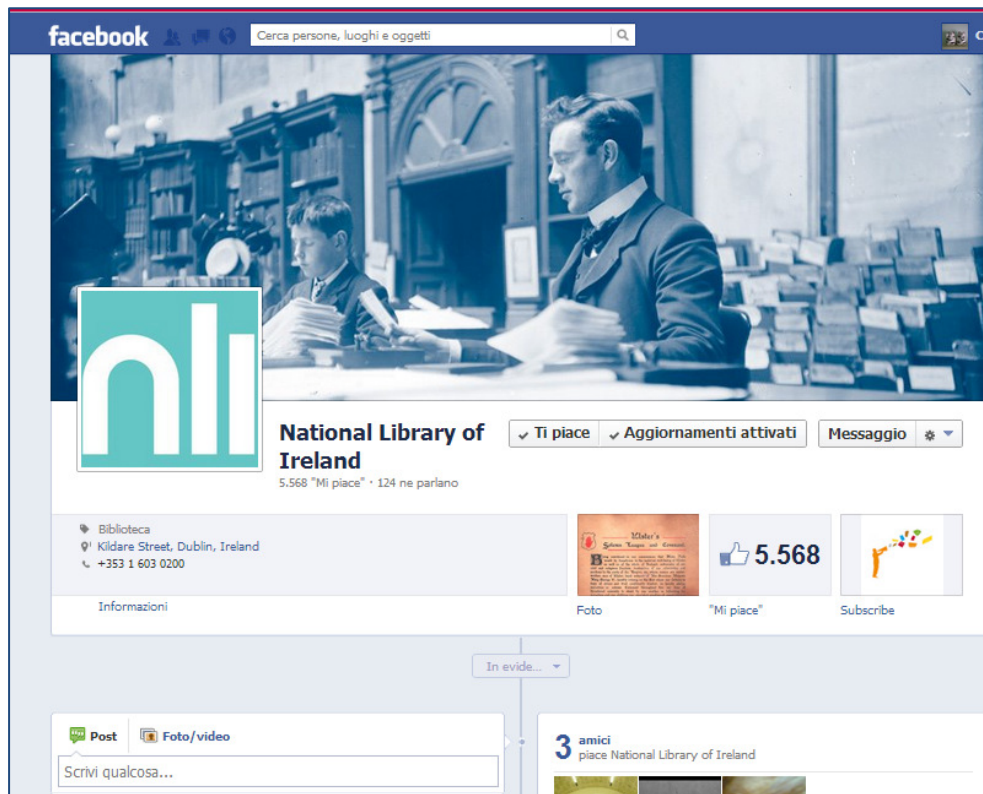 facebook
Cerca persone, luoghi e oggetti
nli
National Library of
Ireland
Ti piace
Aggiornamenti attivati
Messaggio
5.568 "Mi piace" · 124 ne parlano
Biblioteca
Kildare Street, Dublin, Ireland
+353 1 603 0200
Informazioni
Ulster's
Solemn League and Covenant.
Foto
5.568
"Mi piace"
Subscribe
In evide...
Post
Foto/video
Scrivi qualcosa...
3 amici
piace National Library of Ireland